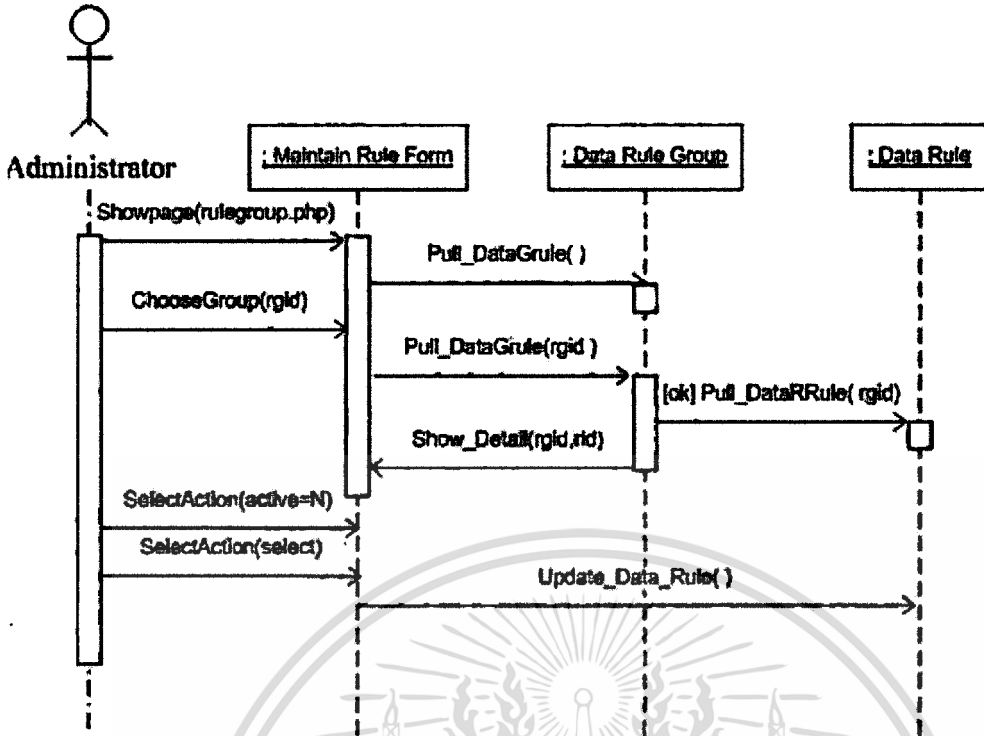 : Maintain Rule Form
: Data Rule Group
: Data Rule
Administrator
Showpage(rulegroup.php)
Pull_DataGrule( )
ChooseGroup(rgid)
Pull_DataGrule(rgid )
[ok] Pull_DataRRule( rgid)
Show_Detail(rgid,rid)
SelectAction(active=N)
SelectAction(select)
Update_Data_Rule( )